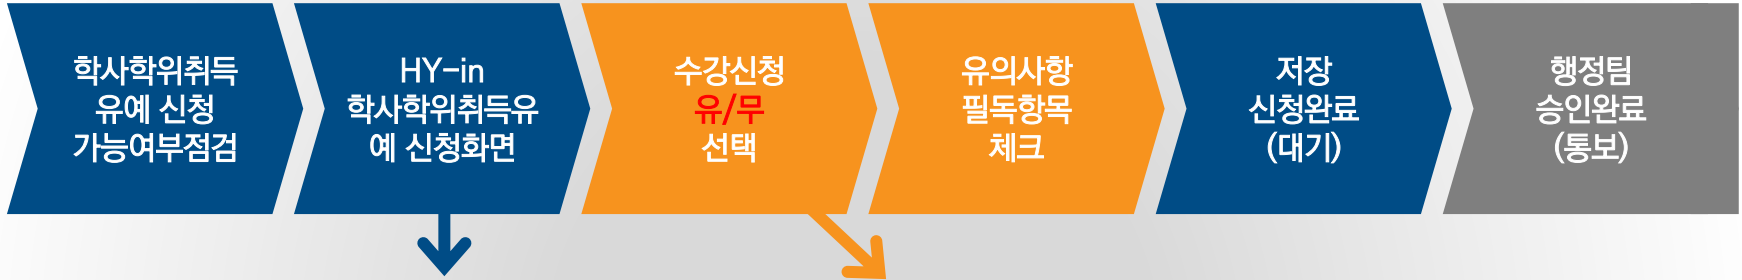 학사학위취득
유예 신청
가능여부점검
HY-in
학사학위취득유
예 신청화면
수강신청
유/무
선택
유의사항
필독항목
체크
저장
신청완료
(대기)
행정팀
승인완료
(통보)